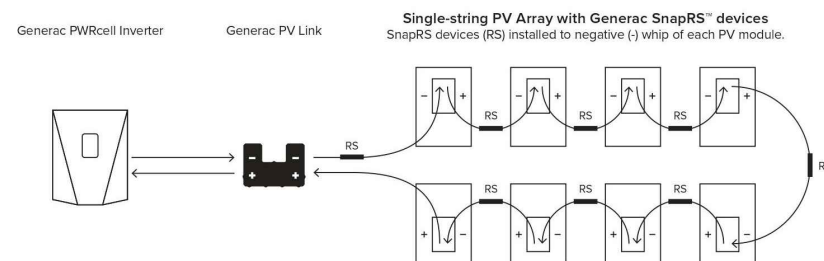 Single-string PV Array with Generac SnapRS™ devices
Generac PWRcell Inverter
Generac PV Link
SnapRS devices (RS) installed to negative (-) whip of each PV module.
- + - + - + - +
RS RS RS
RS
- -
+ +
R
RS RS RS
+ - + - + - + -